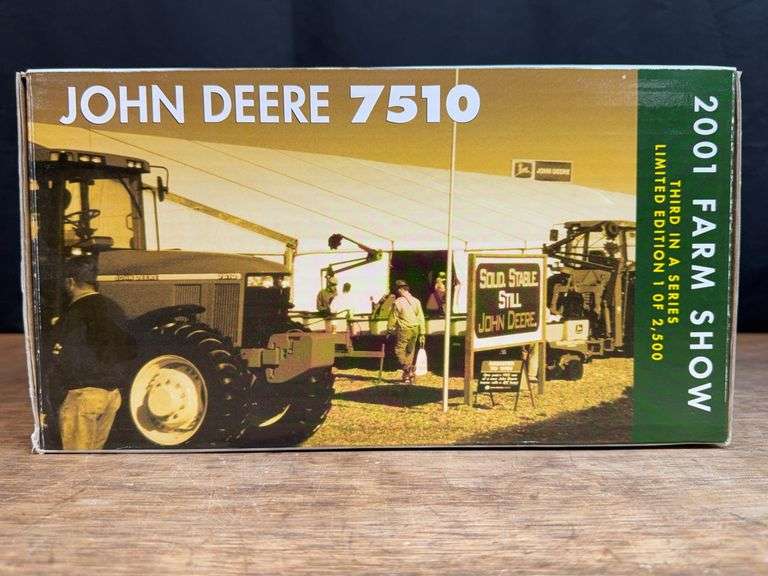 JOHN DEERE 7510
JOHN DEERE
SOLID. STABLE.
STILL
JOHN DEERE.
2001 FARM SHOW
THIRD IN A SERIES
LIMITED EDITION 1 OF 2,500